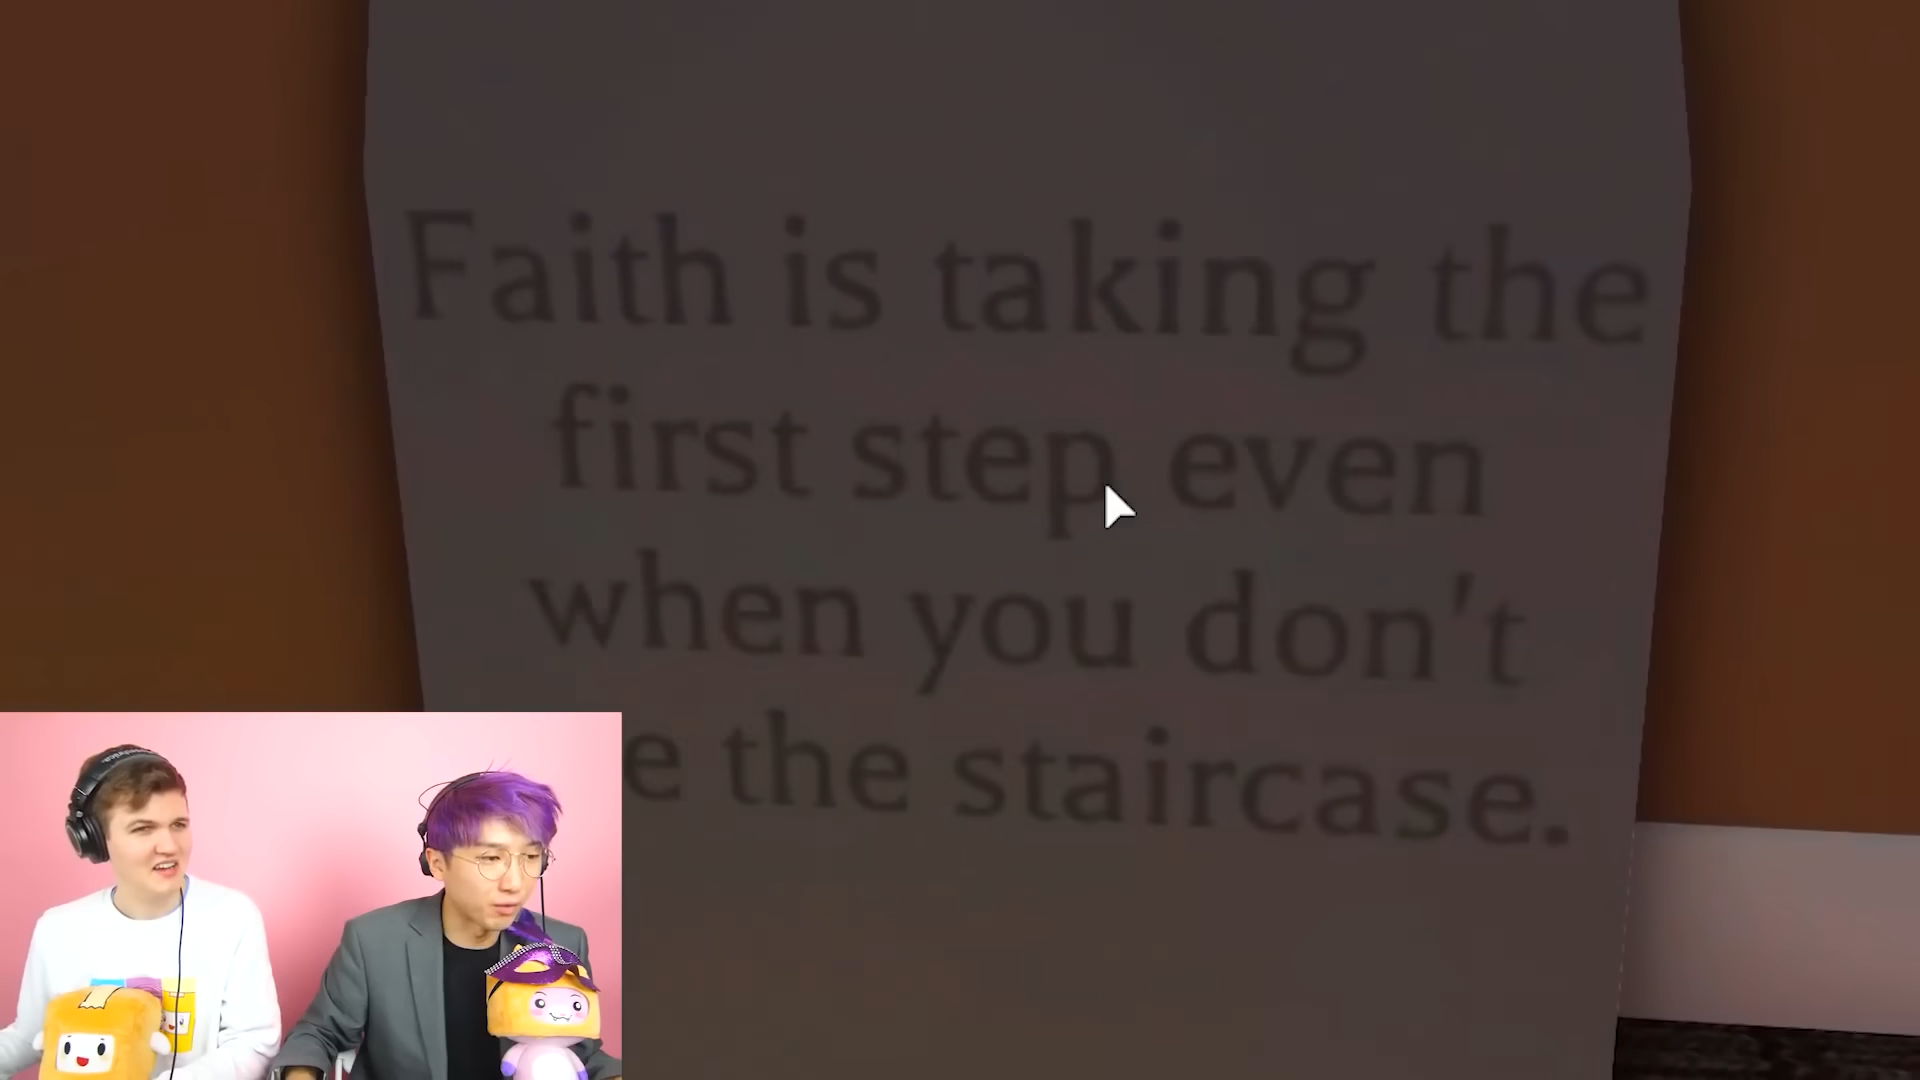 Faith is taking the
first step even
when you don't
e the staircase.